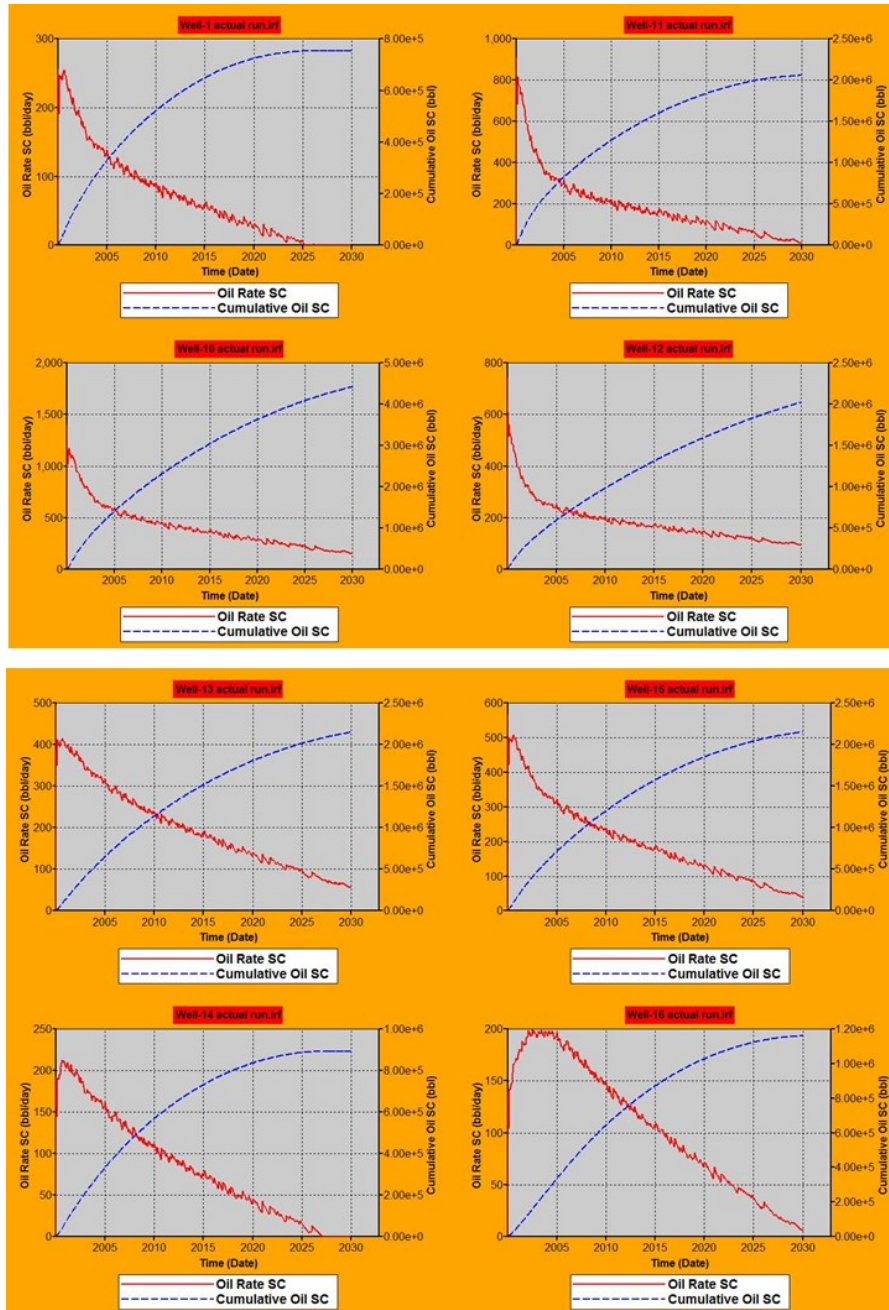 Well-1 actual run.irf
300
200
100
0
Oil Rate SC (bbl/day)
8.00e+5
6.00e+5
4.00e+5
2.00e+5
0.00e+0
Cumulative Oil SC (bbl)
2005 2010 2015 2020 2025 2030
Time (Date)
Oil Rate SC
Cumulative Oil SC
Well-11 actual run.irf
1,000
800
600
400
200
0
Oil Rate SC (bbl/day)
2.50e+6
2.00e+6
1.50e+6
1.00e+6
5.00e+5
0.00e+0
Cumulative Oil SC (bbl)
2005 2010 2015 2020 2025 2030
Time (Date)
Oil Rate SC
Cumulative Oil SC
Well-10 actual run.irf
2,000
1,500
1,000
500
0
Oil Rate SC (bbl/day)
5.00e+6
4.00e+6
3.00e+6
2.00e+6
1.00e+6
0.00e+0
Cumulative Oil SC (bbl)
2005 2010 2015 2020 2025 2030
Time (Date)
Oil Rate SC
Cumulative Oil SC
Well-12 actual run.irf
800
600
400
200
0
Oil Rate SC (bbl/day)
2.50e+6
2.00e+6
1.50e+6
1.00e+6
5.00e+5
0.00e+0
Cumulative Oil SC (bbl)
2005 2010 2015 2020 2025 2030
Time (Date)
Oil Rate SC
Cumulative Oil SC
Well-13 actual run.irf
500
400
300
200
100
0
Oil Rate SC (bbl/day)
2.50e+6
2.00e+6
1.50e+6
1.00e+6
5.00e+5
0.00e+0
Cumulative Oil SC (bbl)
2005 2010 2015 2020 2025 2030
Time (Date)
Oil Rate SC
Cumulative Oil SC
Well-15 actual run.irf
600
500
400
300
200
100
0
Oil Rate SC (bbl/day)
2.50e+6
2.00e+6
1.50e+6
1.00e+6
5.00e+5
0.00e+0
Cumulative Oil SC (bbl)
2005 2010 2015 2020 2025 2030
Time (Date)
Oil Rate SC
Cumulative Oil SC
Well-14 actual run.irf
250
200
150
100
50
0
Oil Rate SC (bbl/day)
1.00e+6
8.00e+5
6.00e+5
4.00e+5
2.00e+5
0.00e+0
Cumulative Oil SC (bbl)
2005 2010 2015 2020 2025 2030
Time (Date)
Oil Rate SC
Cumulative Oil SC
Well-16 actual run.irf
200
150
100
50
0
Oil Rate SC (bbl/day)
1.20e+6
1.00e+6
8.00e+5
6.00e+5
4.00e+5
2.00e+5
0.00e+0
Cumulative Oil SC (bbl)
2005 2010 2015 2020 2025 2030
Time (Date)
Oil Rate SC
Cumulative Oil SC